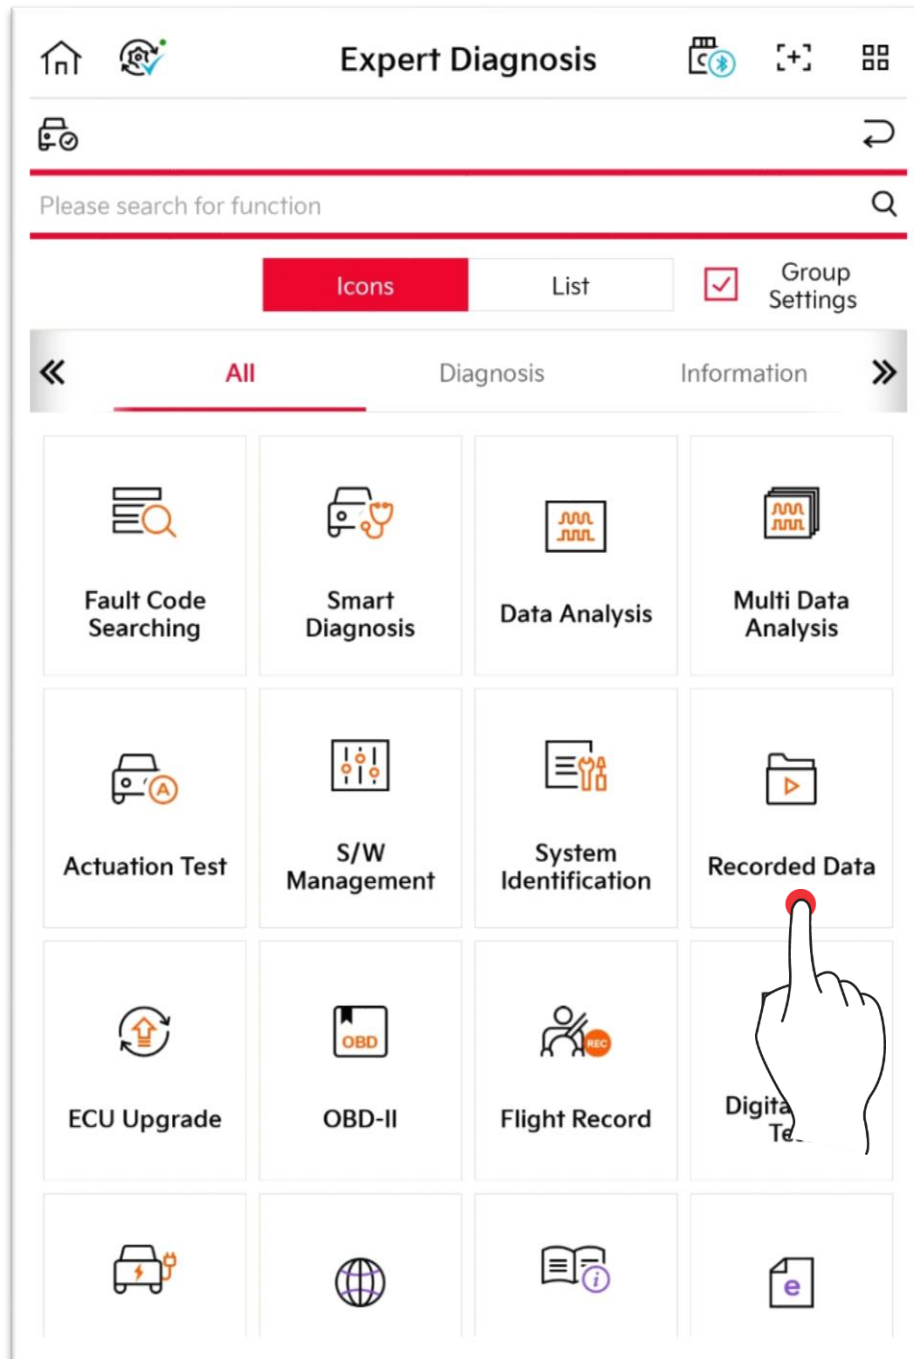 Expert Diagnosis
Please search for function
Icons
List
Group
Settings
All
Diagnosis
Information
Fault Code
Searching
Smart
Diagnosis
Data Analysis
Multi Data
Analysis
Actuation Test
S/W
Management
System
Identification
Recorded Data
A
ECU Upgrade
OBD
OBD-II
REC
Flight Record
i
e